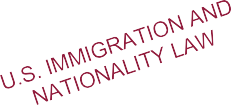 U.S. IMMIGRATION AND
NATIONALITY LAW